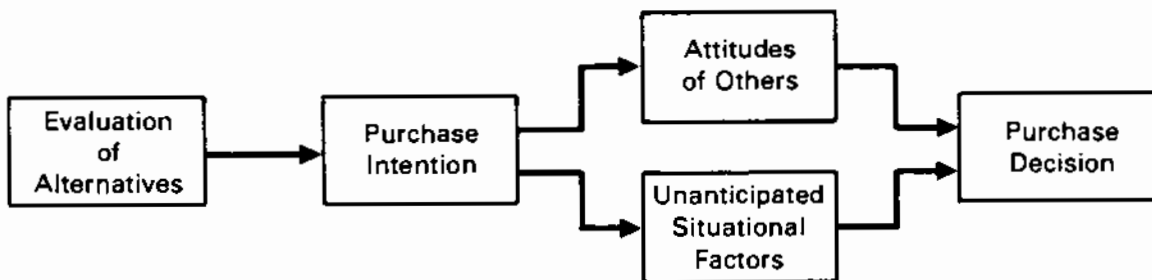 Evaluation
of
Alternatives
Purchase
Intention
Attitudes
of Others
Unanticipated
Situational
Factors
Purchase
Decision